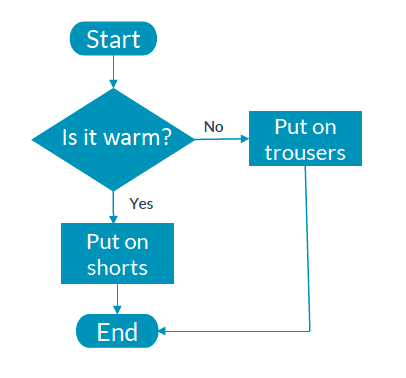 Start
Is it warm?
No
Put on
trousers
Yes
Put on
shorts
End